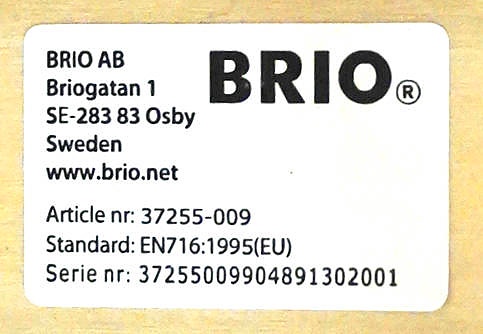 BRIO AB
Briogatan 1
SE-283 83 Osby
Sweden
www.brio.net
BRIO®
Article nr: 37255-009
Standard: EN716:1995(EU)
Serie nr: 37255009904891302001